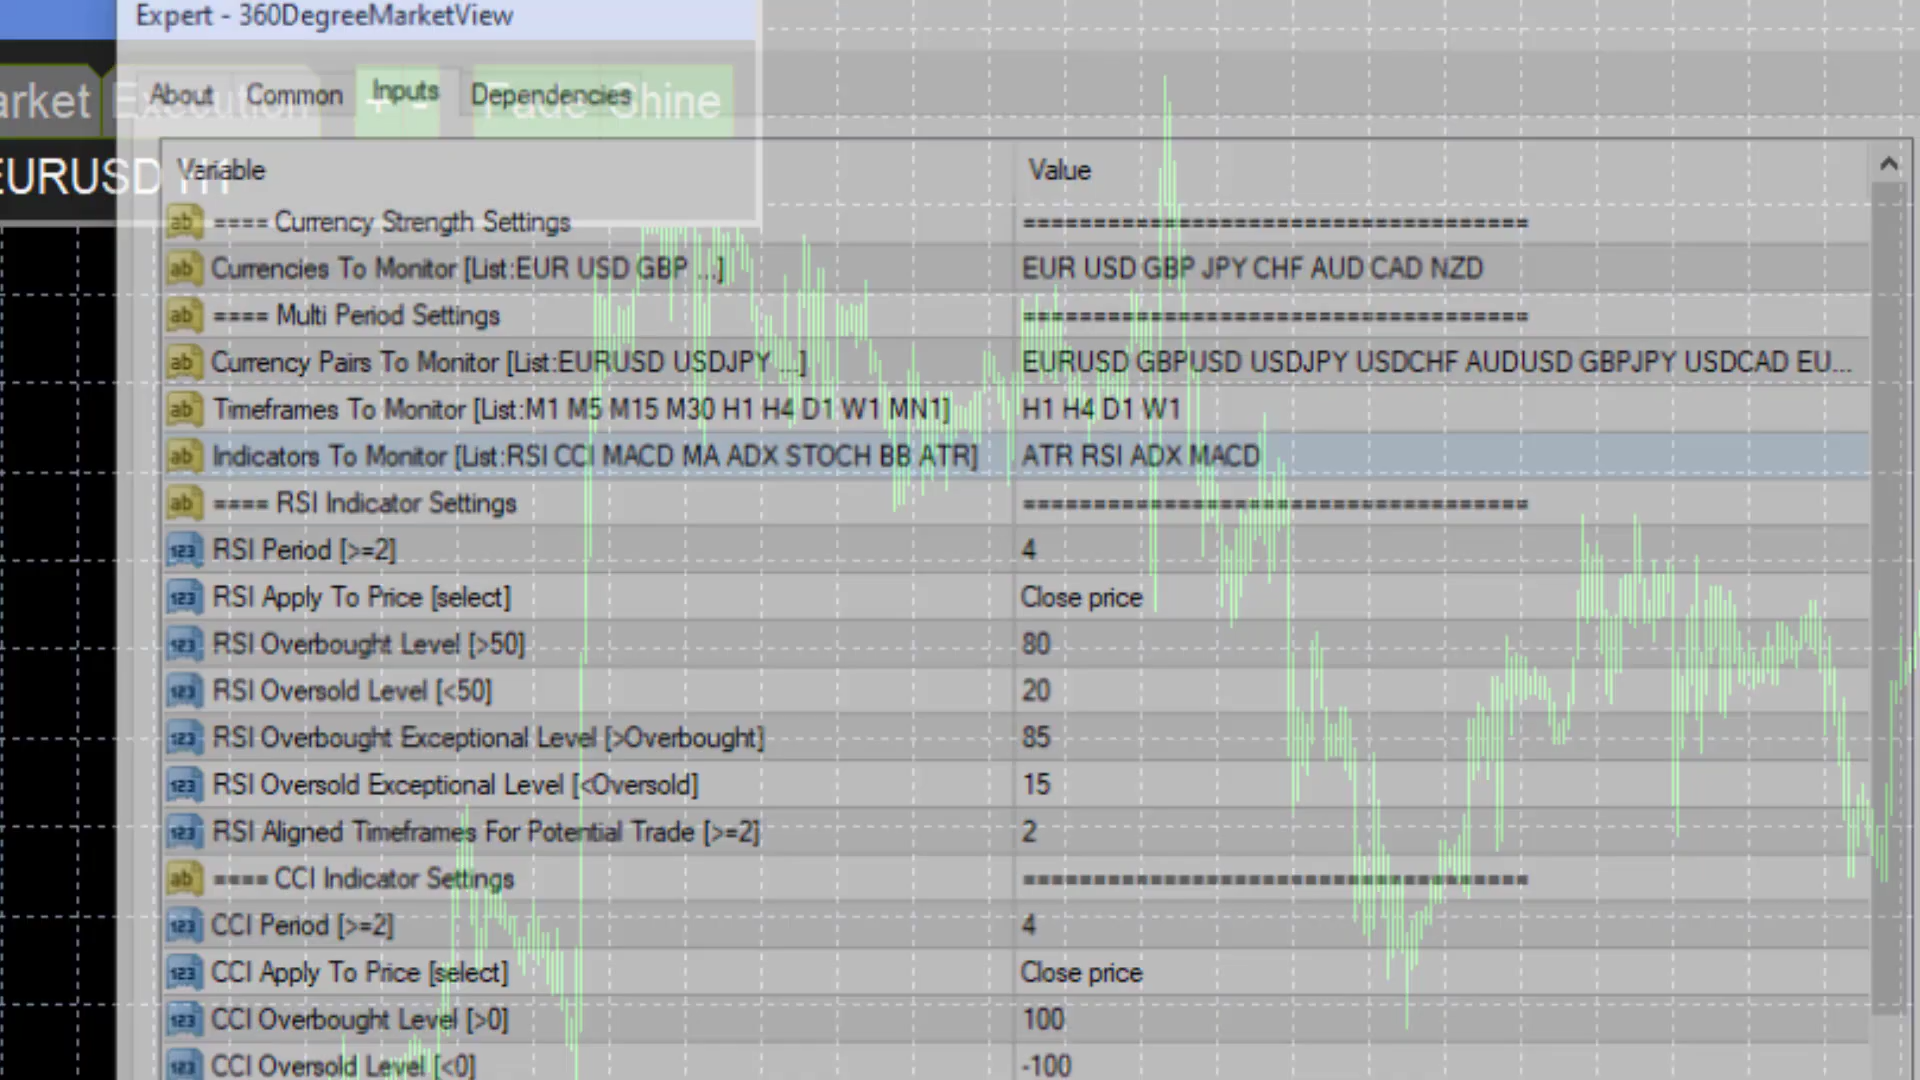 Expert - 360DegreeMarketView
About Common Inputs Dependencies
arket Execution + - Fade Shine
EURUSD H1
Variable Value
==== Currency Strength Settings ====================================
Currencies To Monitor [List:EUR USD GBP ...] EUR USD GBP JPY CHF AUD CAD NZD
==== Multi Period Settings ====================================
Currency Pairs To Monitor [List:EURUSD USDJPY ...] EURUSD GBPUSD USDJPY USDCHF AUDUSD GBPJPY USDCAD EU...
Timeframes To Monitor [List:M1 M5 M15 M30 H1 H4 D1 W1 MN1] H1 H4 D1 W1
Indicators To Monitor [List:RSI CCI MACD MA ADX STOCH BB ATR] ATR RSI ADX MACD
==== RSI Indicator Settings ====================================
RSI Period [>=2] 4
RSI Apply To Price [select] Close price
RSI Overbought Level [>50] 80
RSI Oversold Level [<50] 20
RSI Overbought Exceptional Level [>Overbought] 85
RSI Oversold Exceptional Level [<Oversold] 15
RSI Aligned Timeframes For Potential Trade [>=2] 2
==== CCI Indicator Settings ====================================
CCI Period [>=2] 4
CCI Apply To Price [select] Close price
CCI Overbought Level [>0] 100
CCI Oversold Level [<0] -100